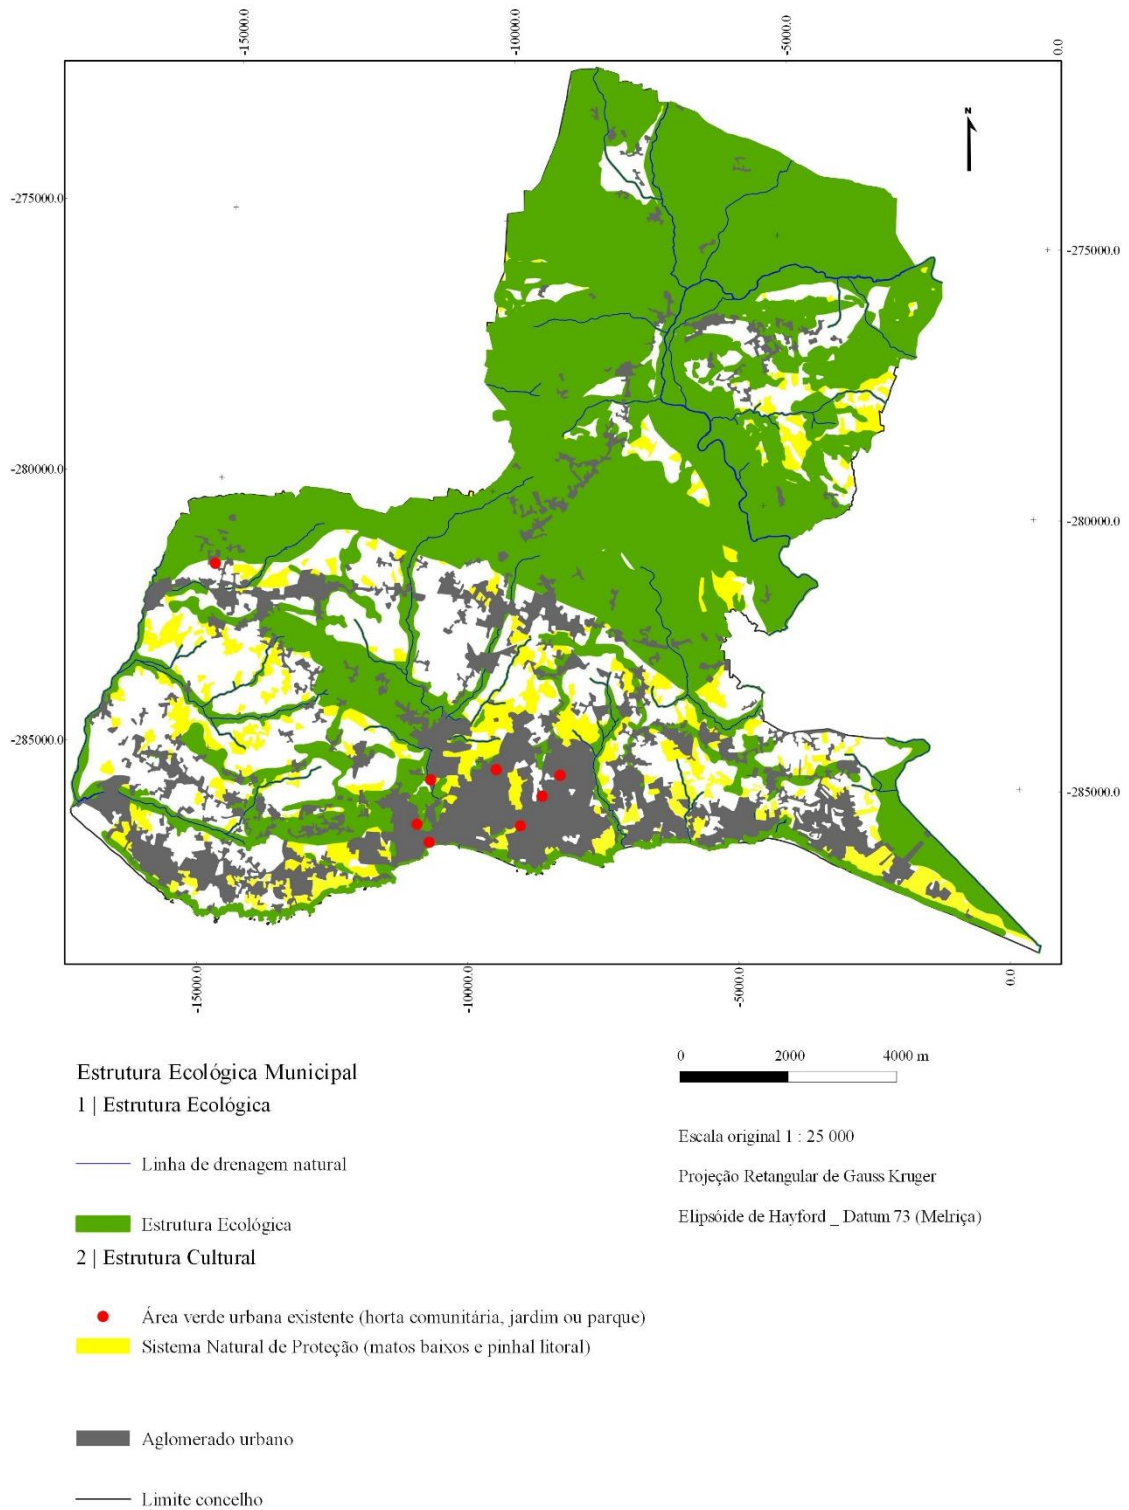 -15000.0
-10000.0
-5000.0
0.0
N
-275000.0
-275000.0
-280000.0
-280000.0
-285000.0
-285000.0
-15000.0
-10000.0
-5000.0
0.0
Estrutura Ecológica Municipal
1 | Estrutura Ecológica
Linha de drenagem natural
Estrutura Ecológica
2 | Estrutura Cultural
Área verde urbana existente (horta comunitária, jardim ou parque)
Sistema Natural de Proteção (matos baixos e pinhal litoral)
Aglomerado urbano
Limite concelho
0 2000 4000 m
Escala original 1 : 25 000
Projeção Retangular de Gauss Kruger
Elipsóide de Hayford _ Datum 73 (Melriça)